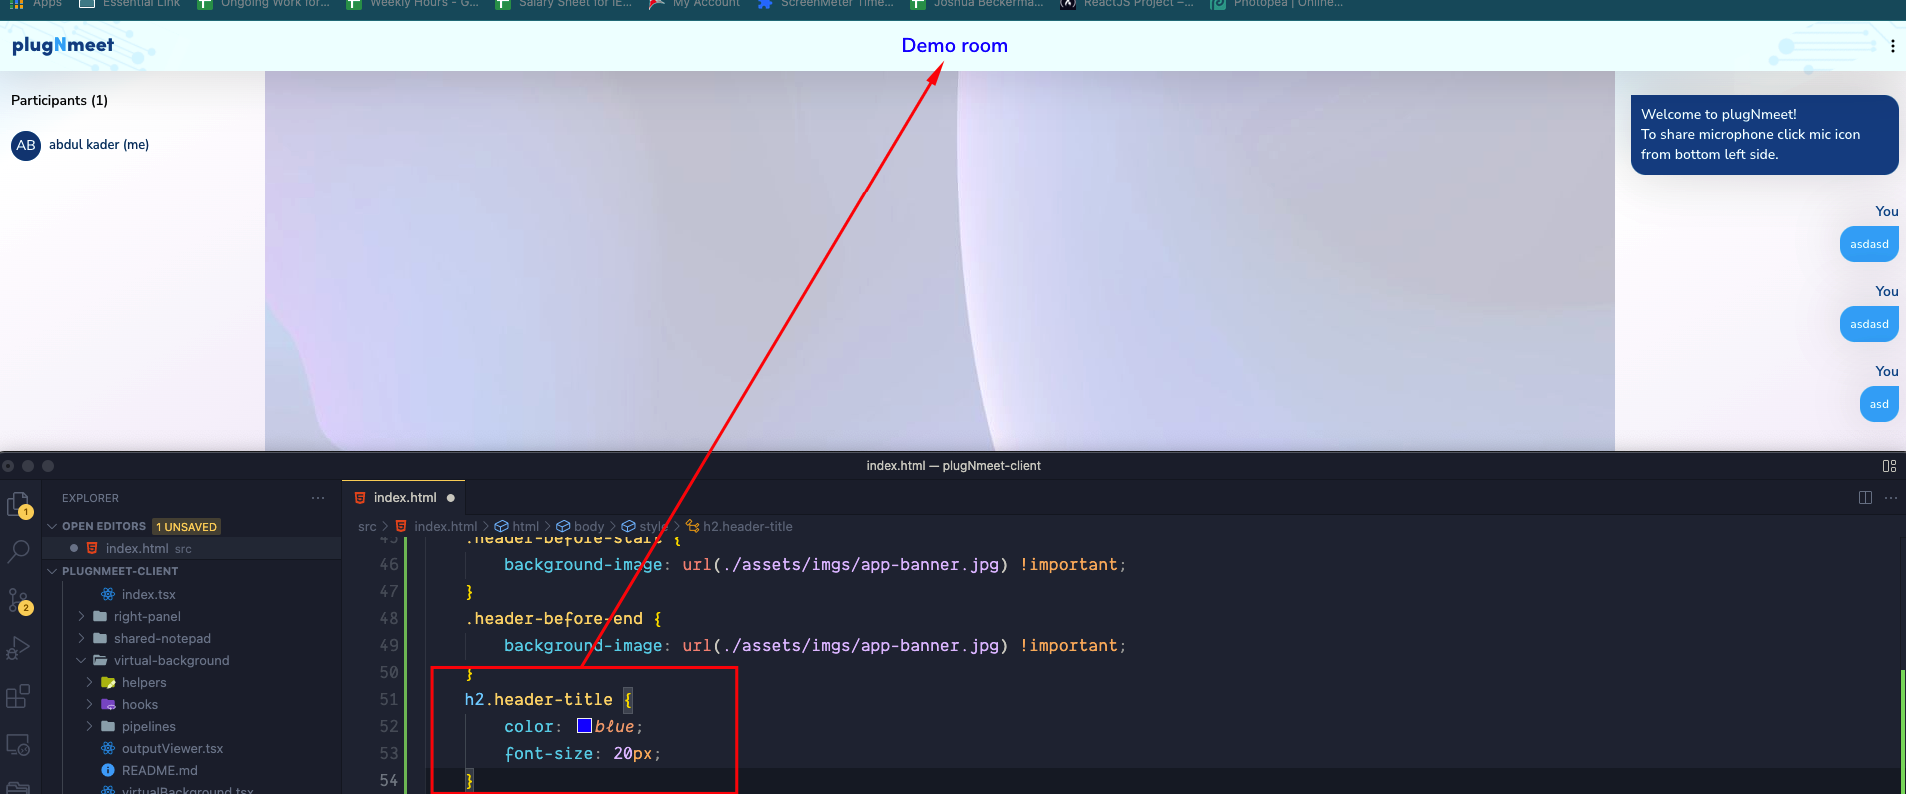 Apps Essential Link Ongoing Work for... Weekly Hours - G... Salary Sheet for IE... My Account ScreenMeter Time... Joshua Beckerma... ReactJS Project –... Photopea | Online...
plugNmeet
Demo room
Participants (1)
AB abdul kader (me)
Welcome to plugNmeet!
To share microphone click mic icon
from bottom left side.
You
asdasd
You
asdasd
You
asd
index.html — plugNmeet-client
EXPLORER
OPEN EDITORS 1 UNSAVED
index.html src
PLUGNMEET-CLIENT
index.tsx
right-panel
shared-notepad
virtual-background
helpers
hooks
pipelines
outputViewer.tsx
README.md
virtualBackground.tsx
1
2
index.html
src > index.html > html > body > style > h2.header-title
45 .header-before-start {
46 background-image: url(./assets/imgs/app-banner.jpg) !important;
47 }
48 .header-before-end {
49 background-image: url(./assets/imgs/app-banner.jpg) !important;
50 }
51 h2.header-title {
52 color: blue;
53 font-size: 20px;
54 }